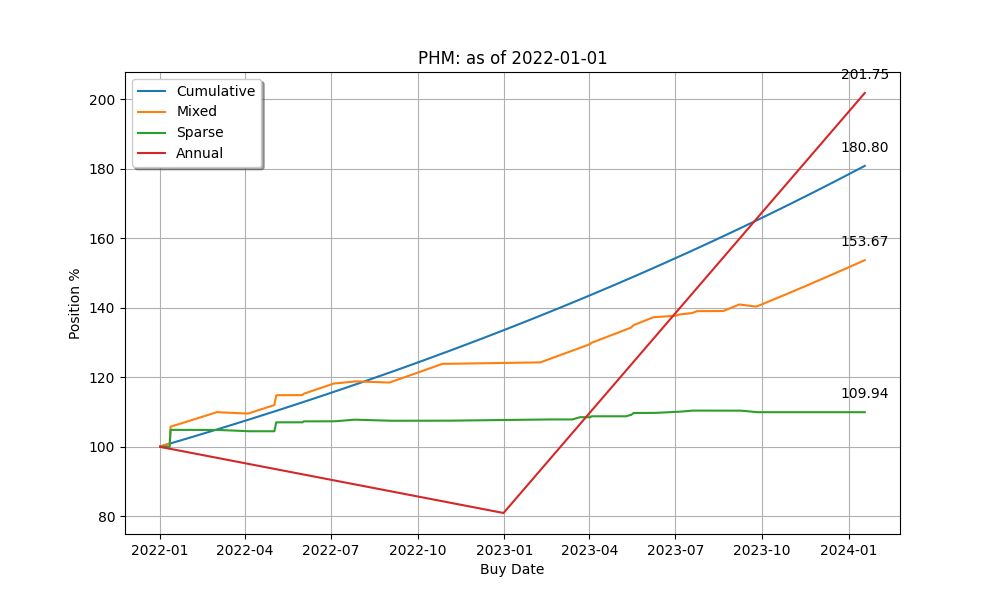 PHM: as of 2022-01-01
201.75
200
Cumulative
Mixed
Sparse
Annual
180.80
180
160
153.67
Position %
140
120
109.94
100
80
2022-01 2022-04 2022-07 2022-10 2023-01 2023-04 2023-07 2023-10 2024-01
Buy Date